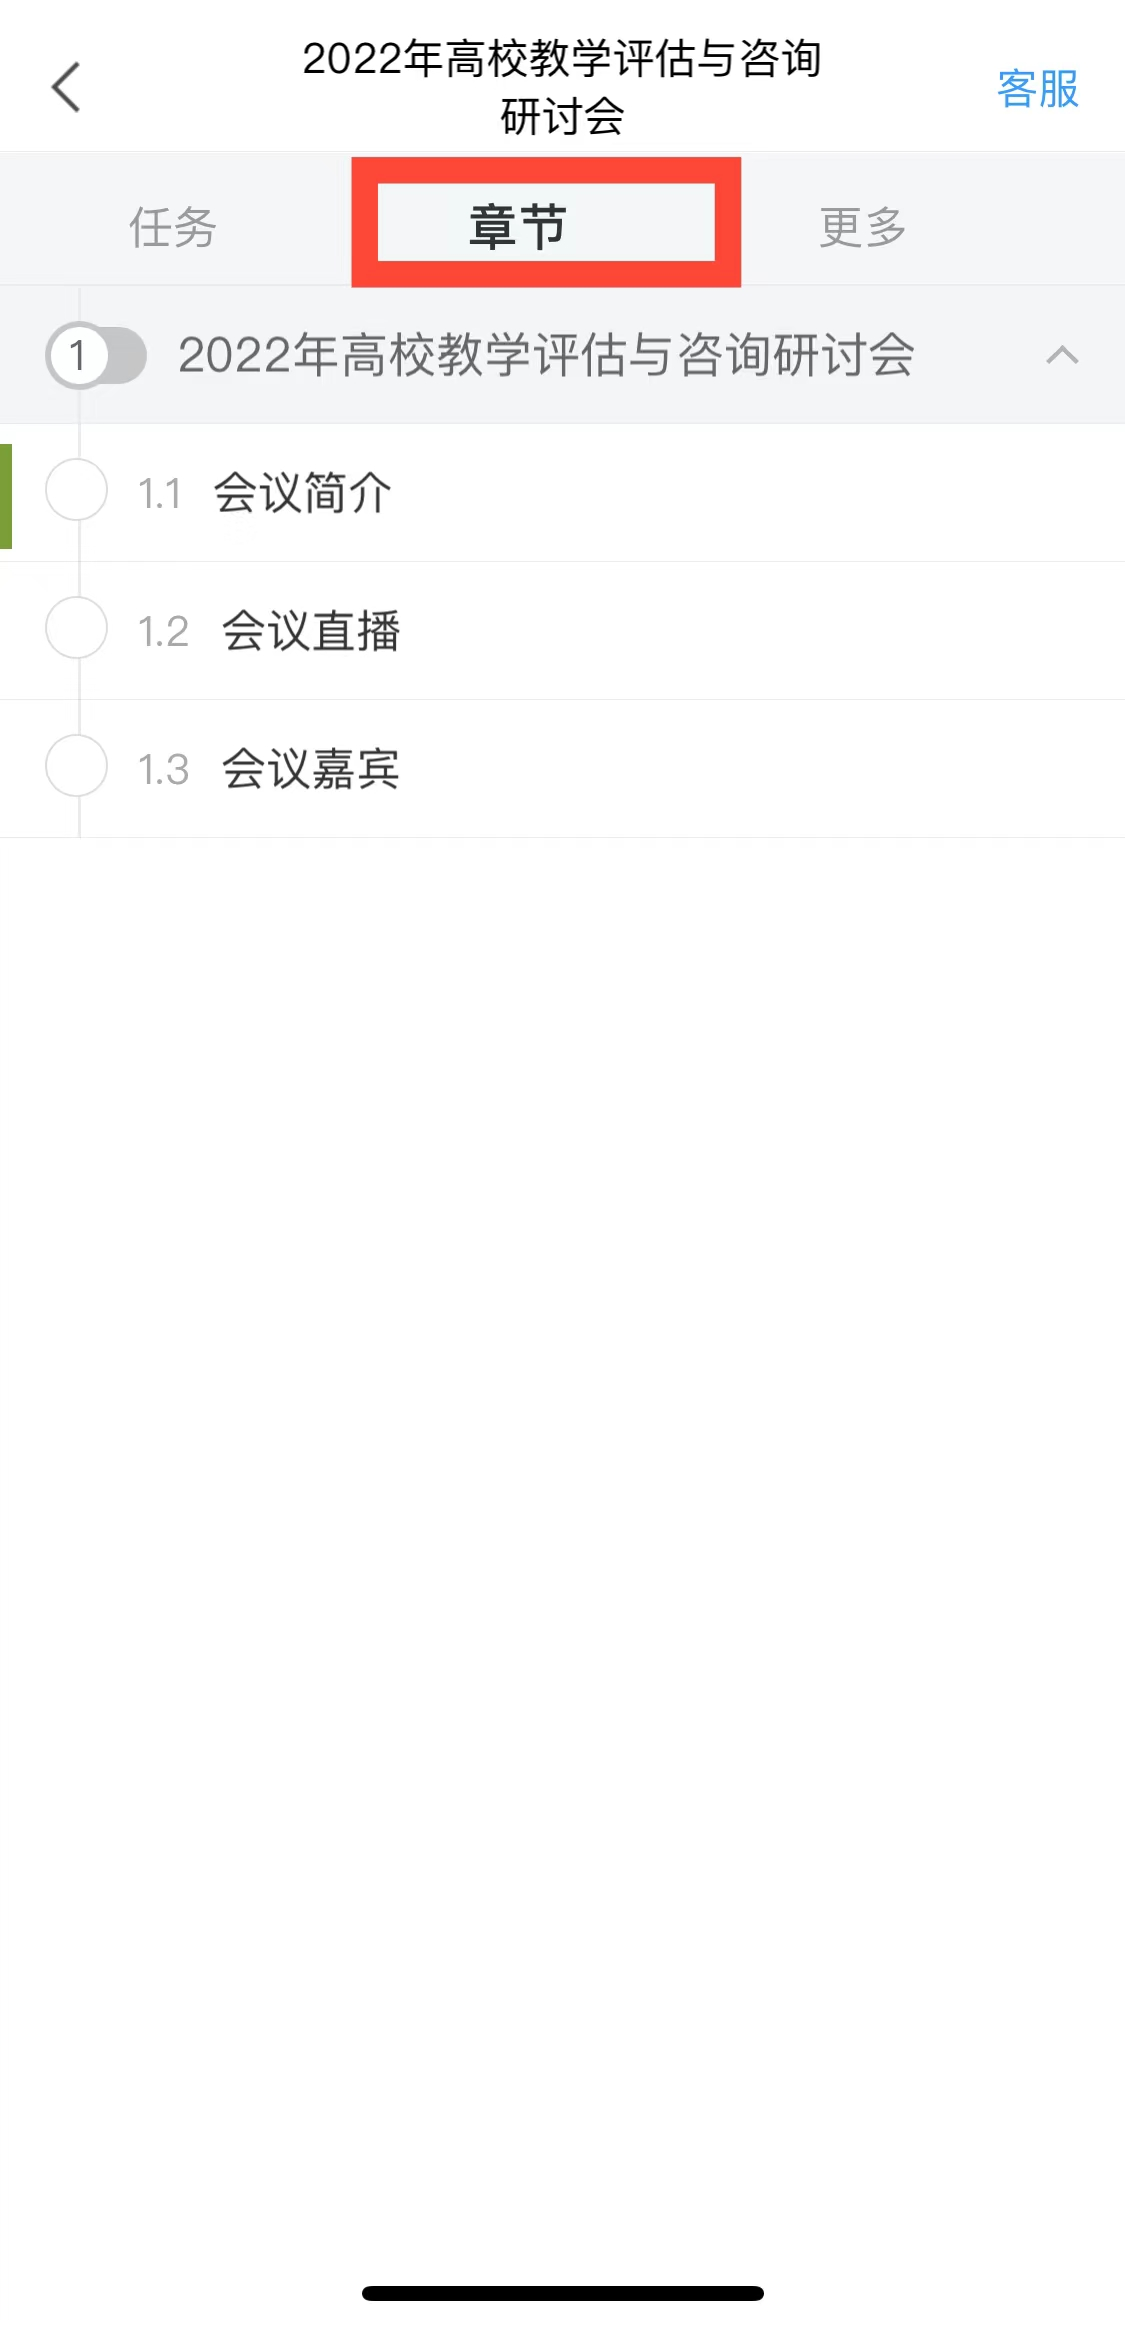 2022年高校教学评估与咨询
研讨会
客服
任务 章节 更多
1 2022年高校教学评估与咨询研讨会
1.1 会议简介
1.2 会议直播
1.3 会议嘉宾